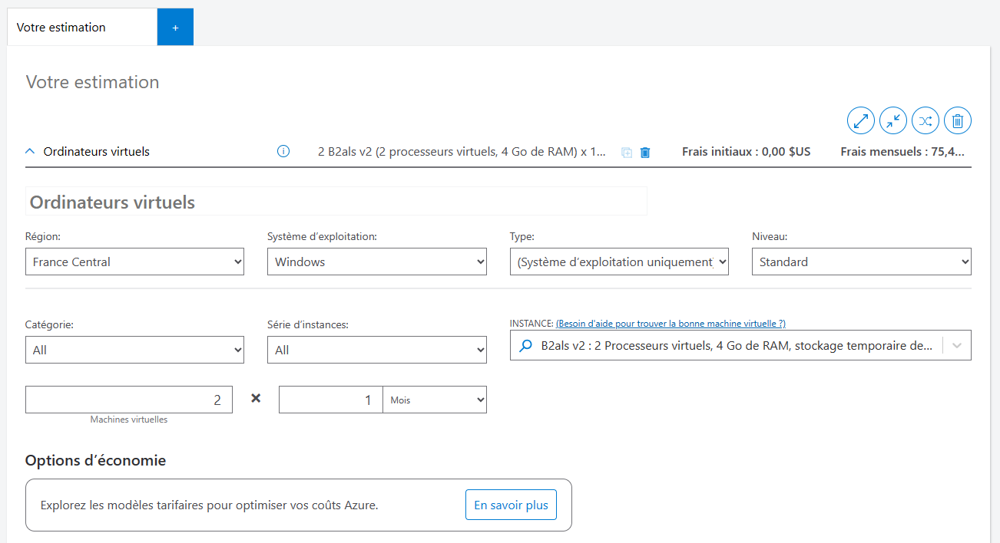 Votre estimation
+
Votre estimation
Ordinateurs virtuels
2 B2als v2 (2 processeurs virtuels, 4 Go de RAM) x 1...
Frais initiaux : 0,00 $US
Frais mensuels : 75,4...
Ordinateurs virtuels
Région:
Système d’exploitation:
Type:
Niveau:
France Central
Windows
(Système d’exploitation uniquement)
Standard
Catégorie:
Série d’instances:
INSTANCE: (Besoin d'aide pour trouver la bonne machine virtuelle ?)
All
All
B2als v2 : 2 Processeurs virtuels, 4 Go de RAM, stockage temporaire de...
2
×
1
Mois
Machines virtuelles
Options d’économie
Explorez les modèles tarifaires pour optimiser vos coûts Azure.
En savoir plus